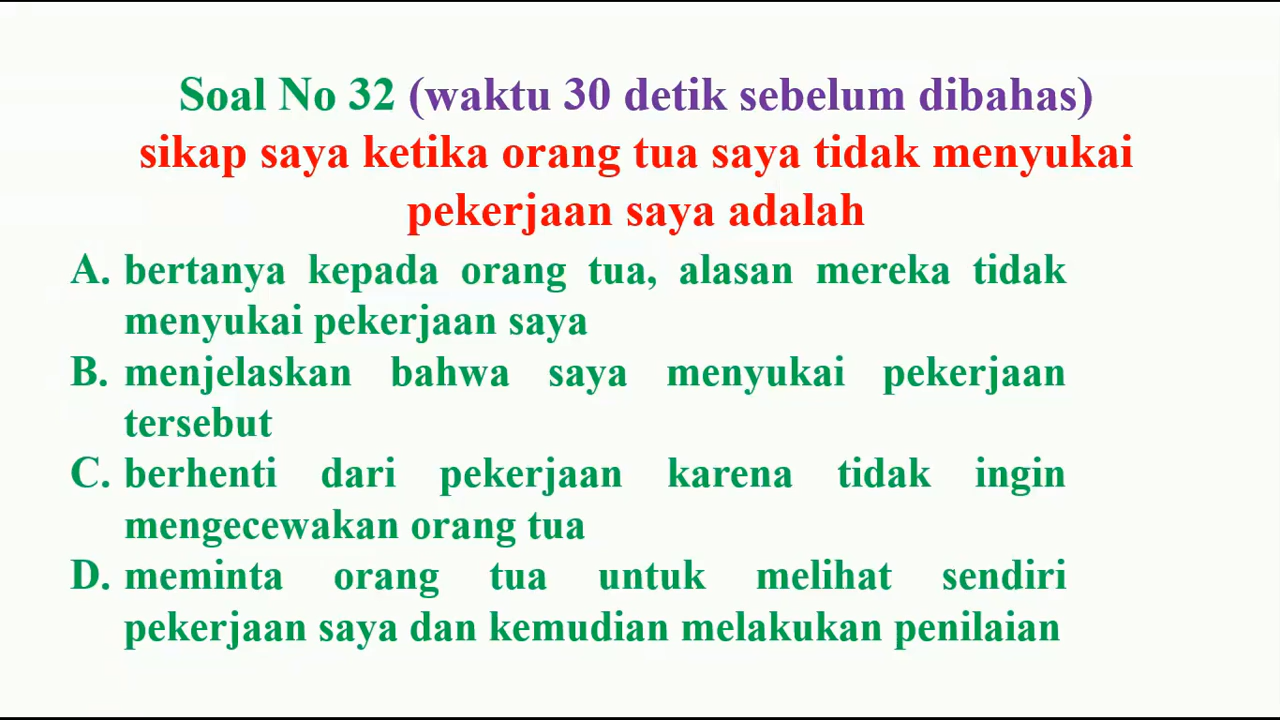 Soal No 32 (waktu 30 detik sebelum dibahas)
sikap saya ketika orang tua saya tidak menyukai
pekerjaan saya adalah
A. bertanya kepada orang tua, alasan mereka tidak
menyukai pekerjaan saya
B. menjelaskan bahwa saya menyukai pekerjaan
tersebut
C. berhenti dari pekerjaan karena tidak ingin
mengecewakan orang tua
D. meminta orang tua untuk melihat sendiri
pekerjaan saya dan kemudian melakukan penilaian